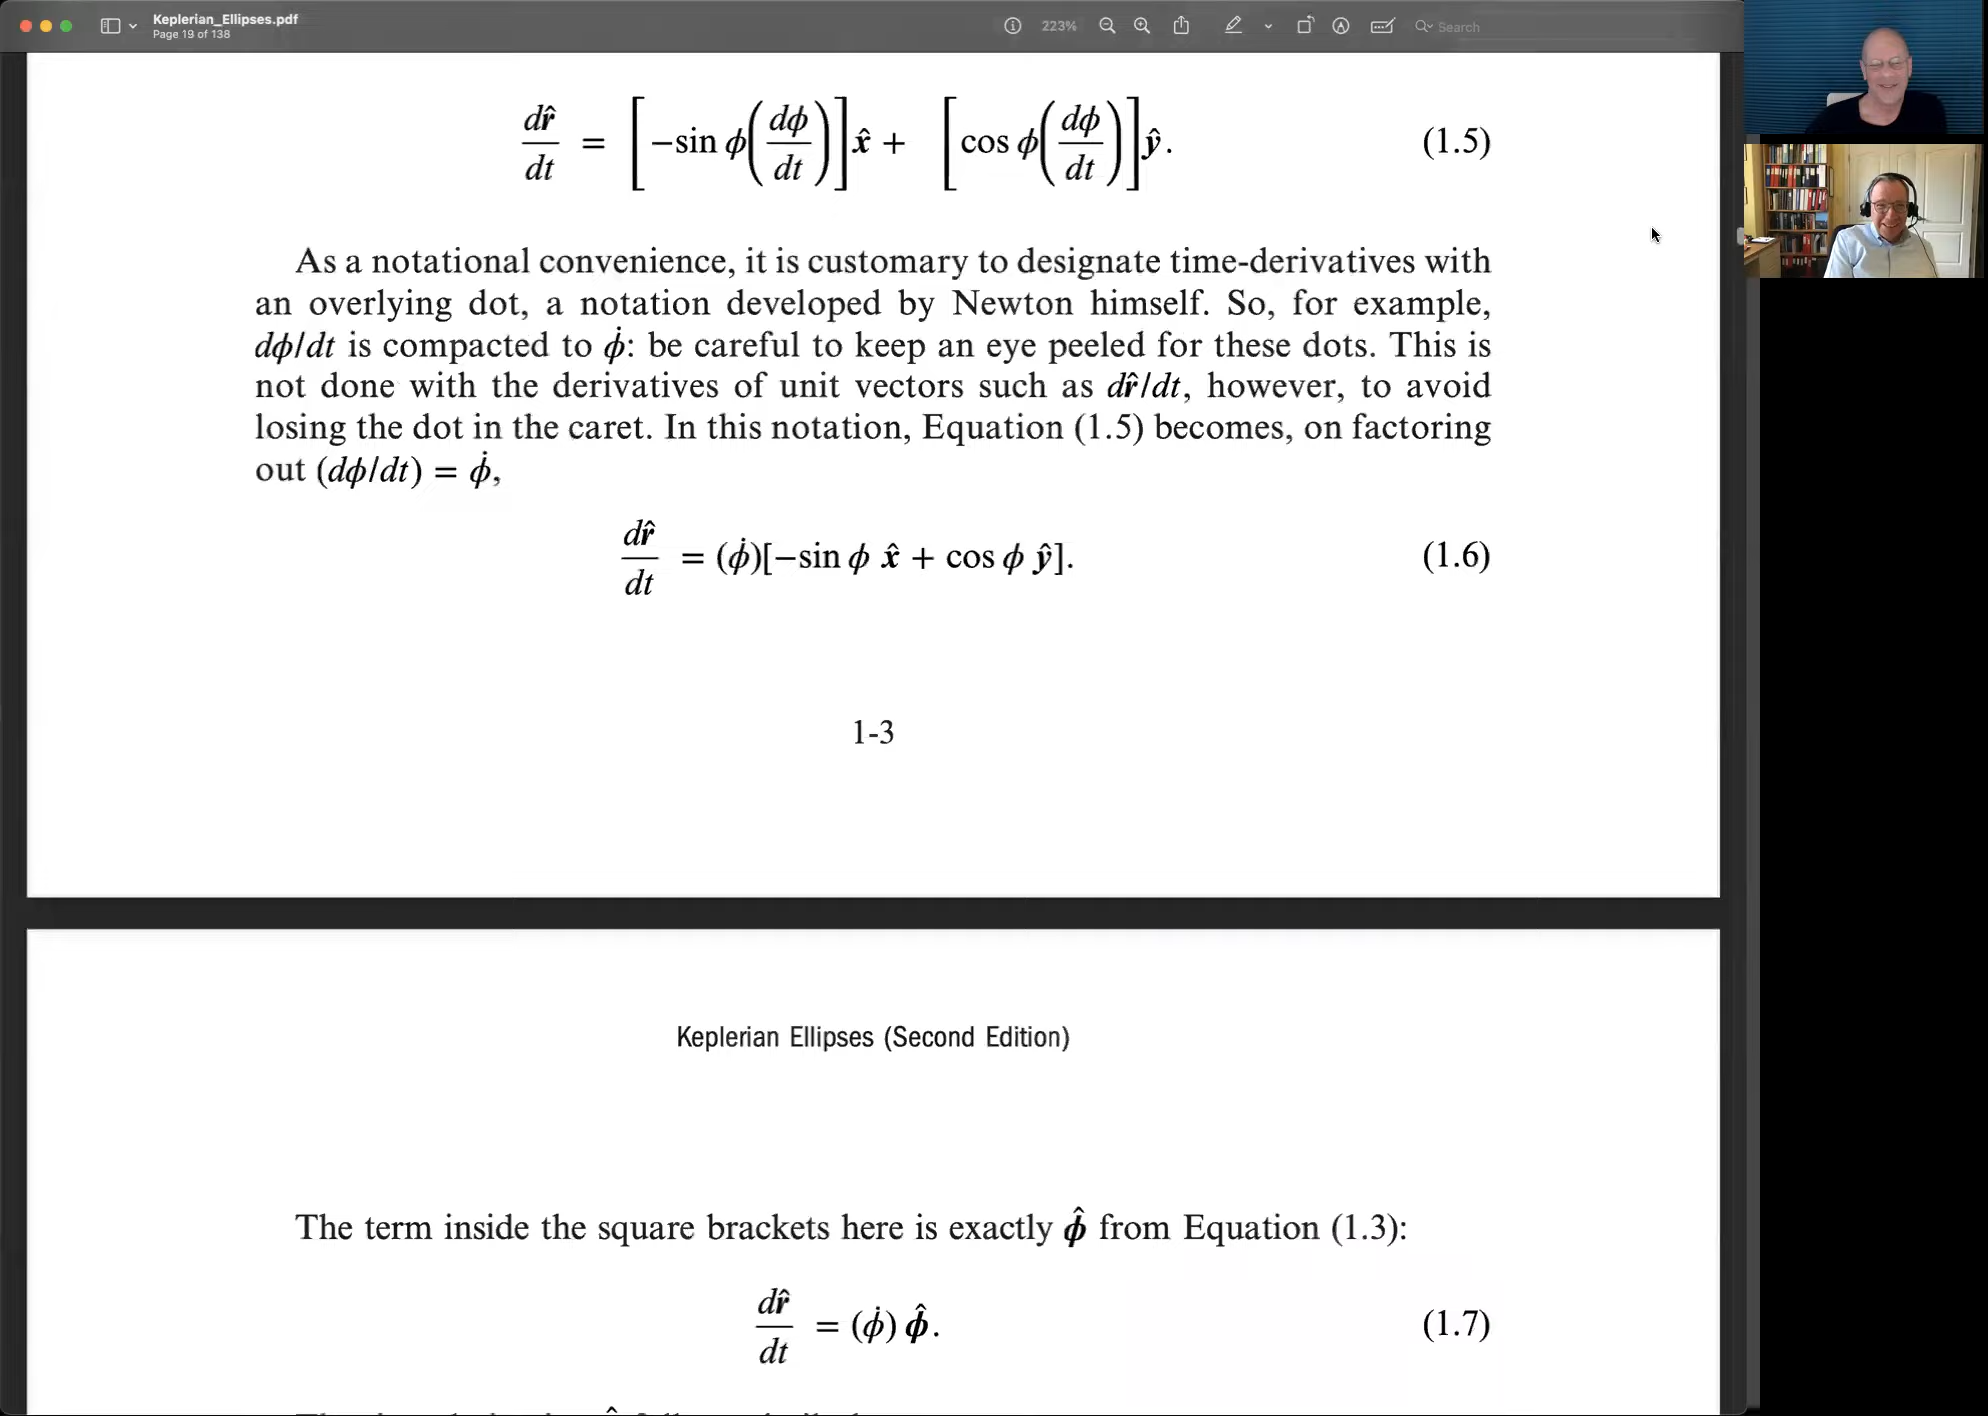 Keplerian_Ellipses.pdf
Page 19 of 138
223%
Search
dr̂/dt = [−sin ϕ(dϕ/dt)]x̂ + [cos ϕ(dϕ/dt)]ŷ. (1.5)
As a notational convenience, it is customary to designate time-derivatives with
an overlying dot, a notation developed by Newton himself. So, for example,
dϕ/dt is compacted to ϕ̇: be careful to keep an eye peeled for these dots. This is
not done with the derivatives of unit vectors such as dr̂/dt, however, to avoid
losing the dot in the caret. In this notation, Equation (1.5) becomes, on factoring
out (dϕ/dt) = ϕ̇,
dr̂/dt = (ϕ̇)[−sin ϕ x̂ + cos ϕ ŷ]. (1.6)
1-3
Keplerian Ellipses (Second Edition)
The term inside the square brackets here is exactly ϕ̂ from Equation (1.3):
dr̂/dt = (ϕ̇) ϕ̂. (1.7)